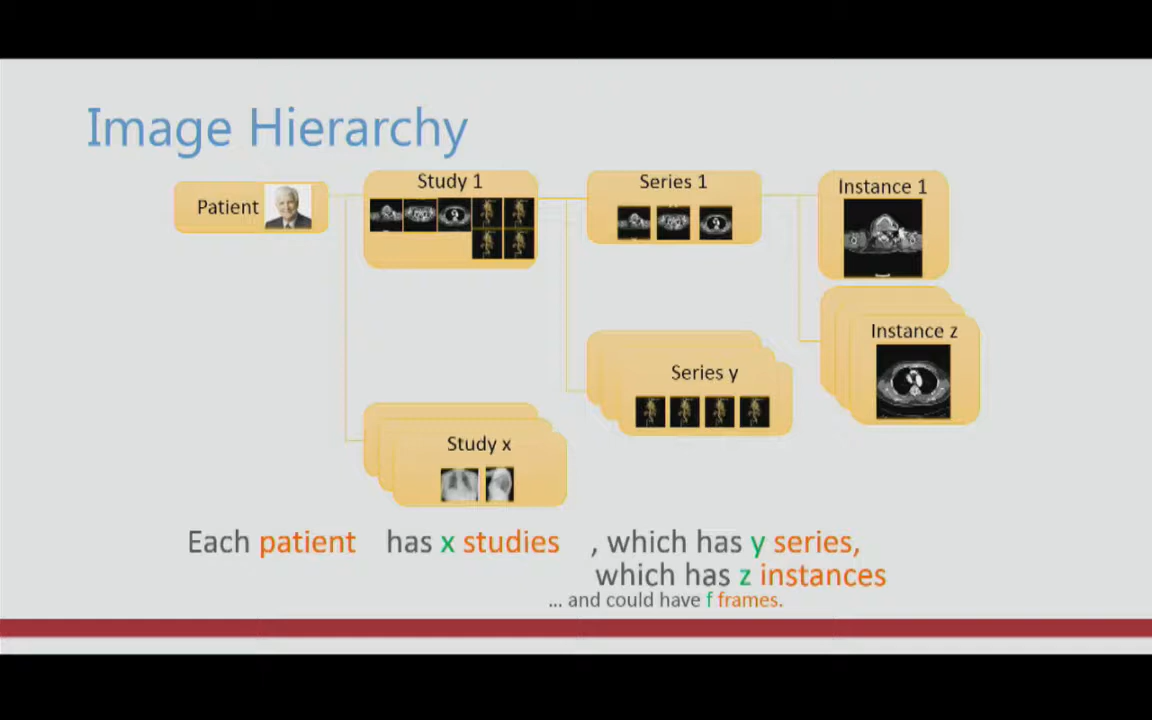 Image Hierarchy
Patient
Study 1
Series 1
Instance 1
Instance z
Series y
Study x
Each patient has x studies , which has y series,
which has z instances
... and could have f frames.